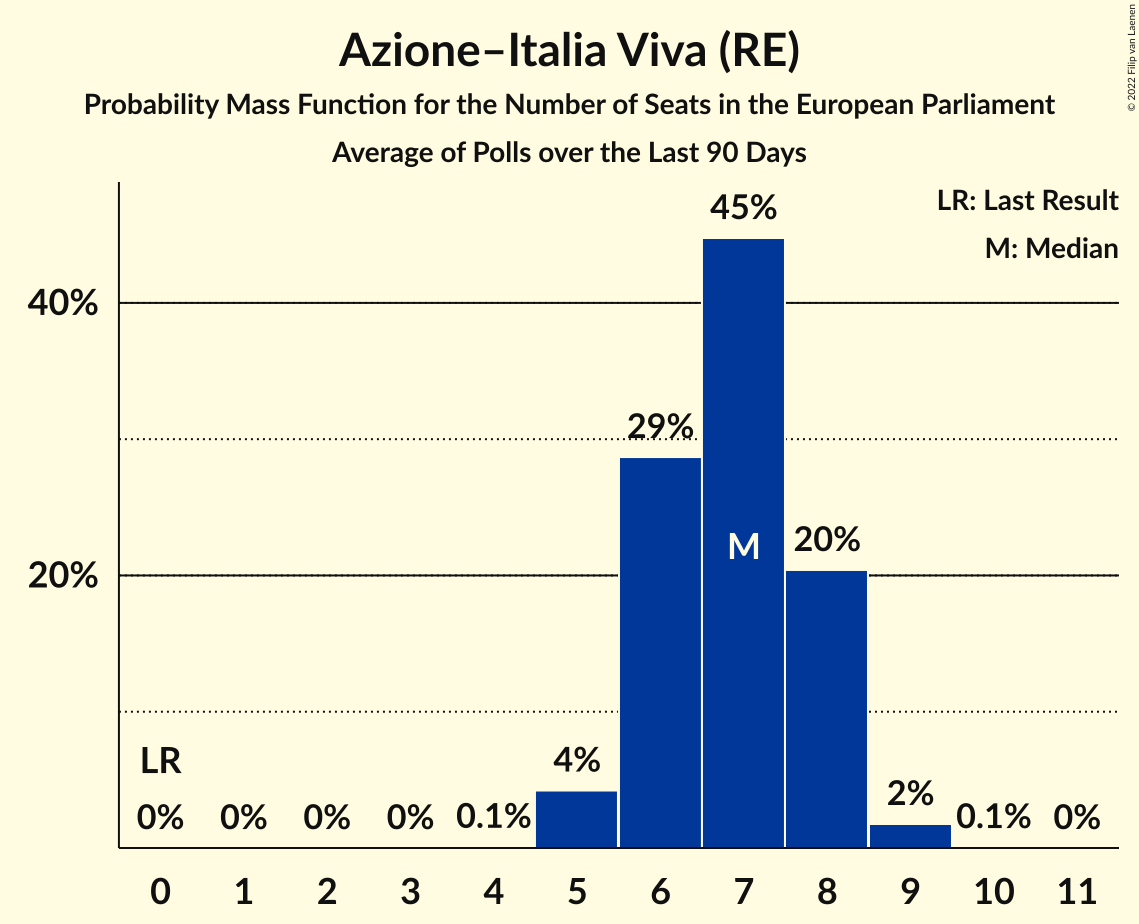 Azione–Italia Viva (RE)
Probability Mass Function for the Number of Seats in the European Parliament
Average of Polls over the Last 90 Days
© 2022 Filip van Laenen
LR: Last Result
M: Median
45%
40%
29%
M
20%
20%
LR
4%
2%
0% 0% 0% 0% 0.1% 0.1% 0%
0 1 2 3 4 5 6 7 8 9 10 11